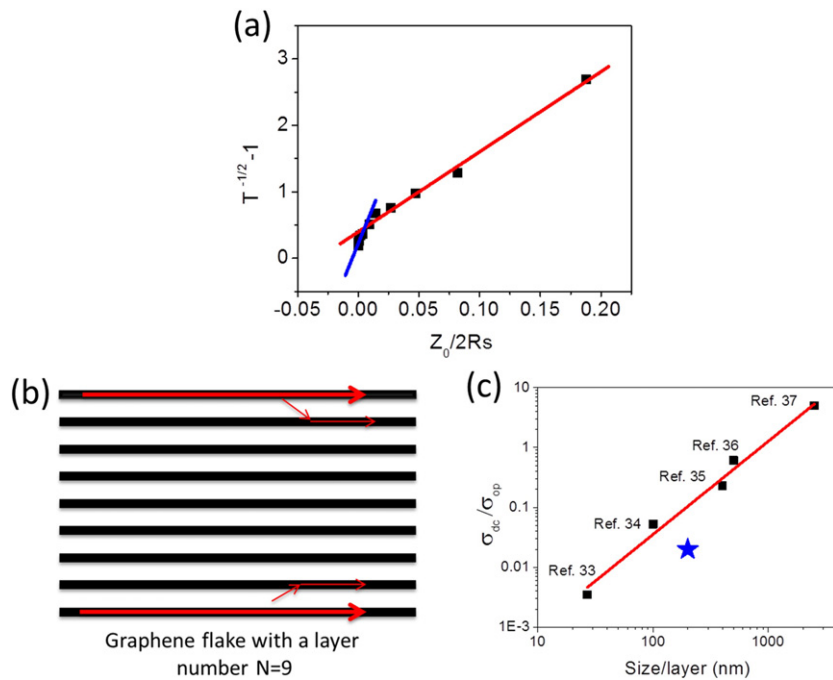 (a)
T^-1/2 -1
3
2
1
0
-0.05 0.00 0.05 0.10 0.15 0.20
Z₀/2Rs
(b)
Graphene flake with a layer
number N=9
(c)
σ_dc/σ_op
10
1
0.1
0.01
1E-3
Ref. 37
Ref. 36
Ref. 35
Ref. 34
Ref. 33
10 100 1000
Size/layer (nm)